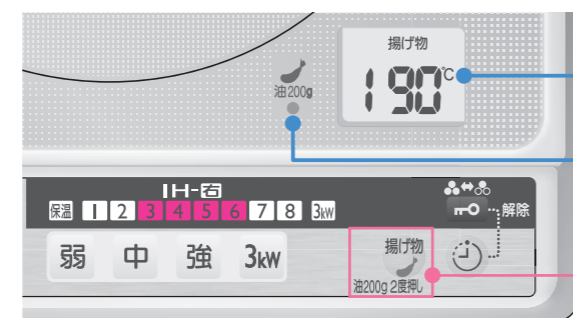 揚げ物
190℃
油200g
IH-右
保温 1 2 3 4 5 6 7 8 3kW
解除
弱 中 強 3kW
揚げ物
油200g 2度押し